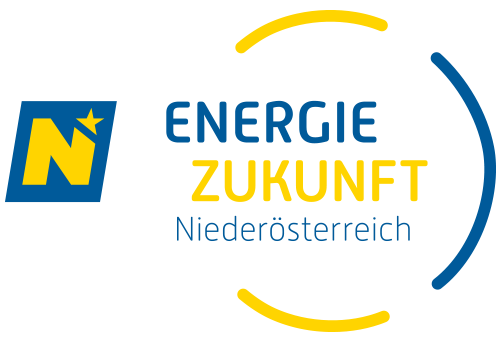 N
ENERGIE
ZUKUNFT
Niederösterreich